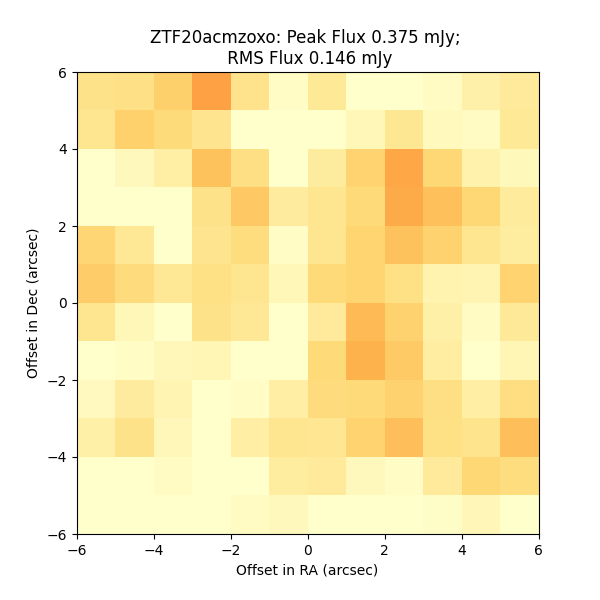 ZTF20acmzoxo: Peak Flux 0.375 mJy;
RMS Flux 0.146 mJy
6
4
2
0
−2
−4
−6
Offset in Dec (arcsec)
−6 −4 −2 0 2 4 6
Offset in RA (arcsec)